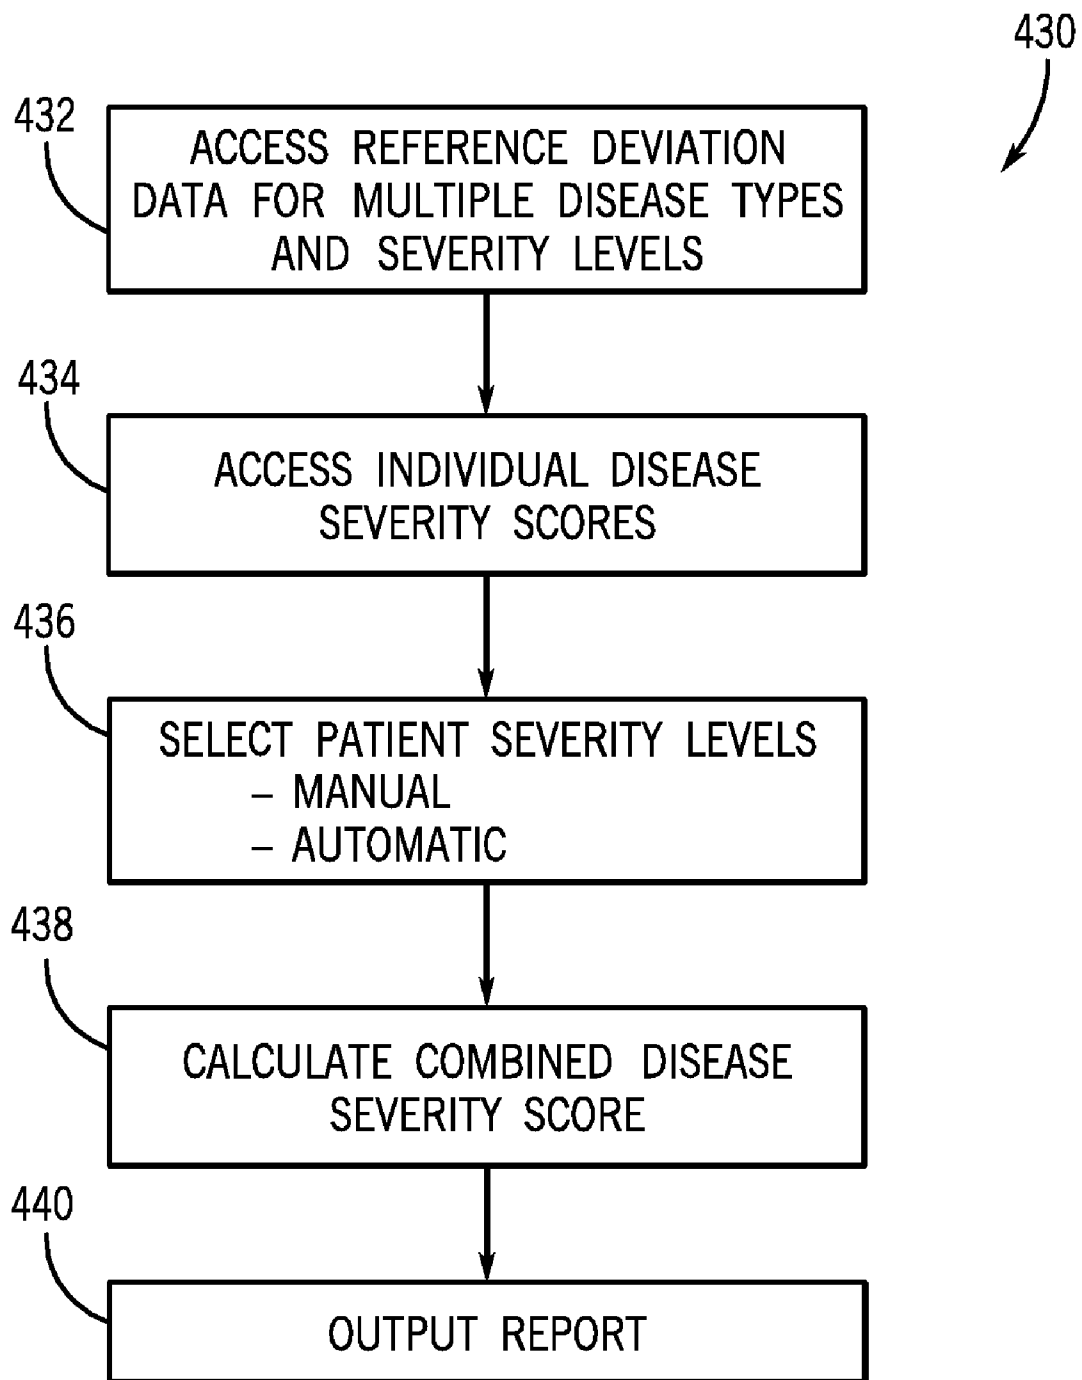 430
432
ACCESS REFERENCE DEVIATION
DATA FOR MULTIPLE DISEASE TYPES
AND SEVERITY LEVELS
434
ACCESS INDIVIDUAL DISEASE
SEVERITY SCORES
436
SELECT PATIENT SEVERITY LEVELS
– MANUAL
– AUTOMATIC
438
CALCULATE COMBINED DISEASE
SEVERITY SCORE
440
OUTPUT REPORT